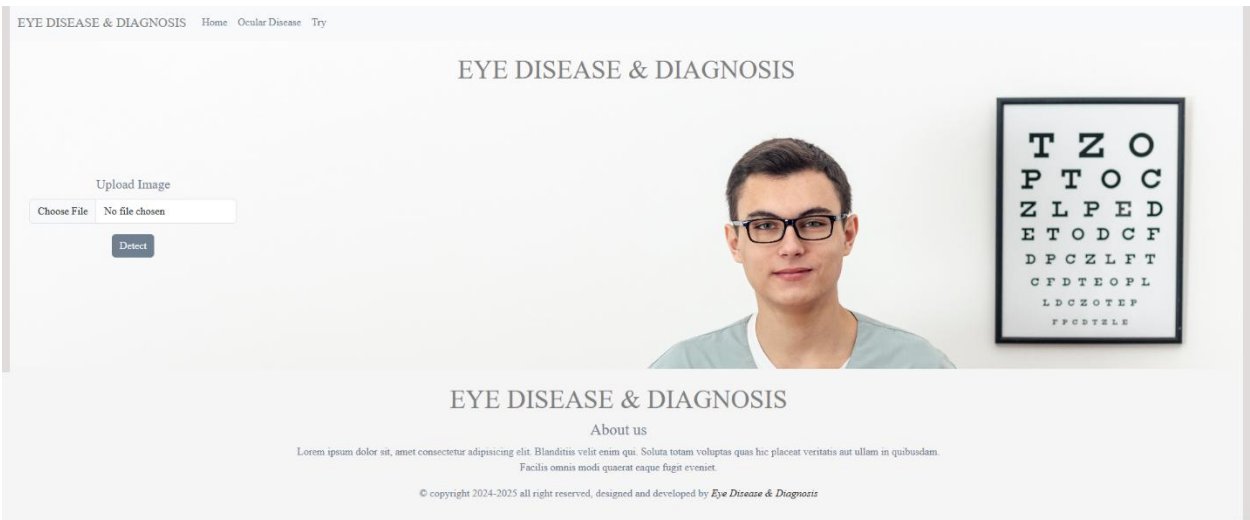 EYE DISEASE & DIAGNOSIS Home Ocular Disease Try
EYE DISEASE & DIAGNOSIS
Upload Image
Choose File No file chosen
Detect
T Z O
P T O C
Z L P E D
E T O D C F
D P C Z L F T
C F D T E O P L
L D C Z O T E P
F P C D T Z L E
EYE DISEASE & DIAGNOSIS
About us
Lorem ipsum dolor sit, amet consectetur adipisicing elit. Blanditiis velit enim qui. Soluta totam voluptas quas hic placeat veritatis aut ullam in quibusdam.
Facilis omnis modi quaerat eaque fugit eveniet.
© copyright 2024-2025 all right reserved, designed and developed by Eye Disease & Diagnosis